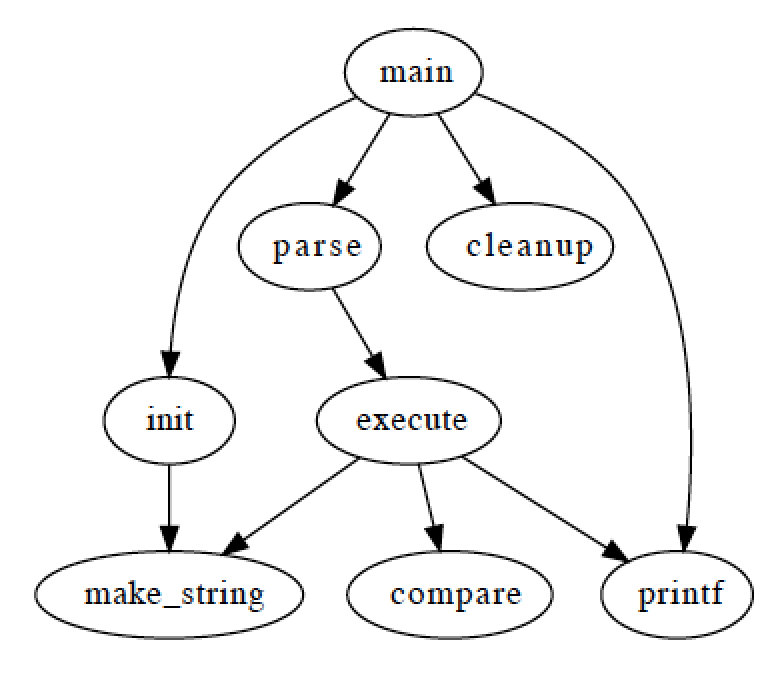 main
parse
cleanup
init
execute
make_string
compare
printf